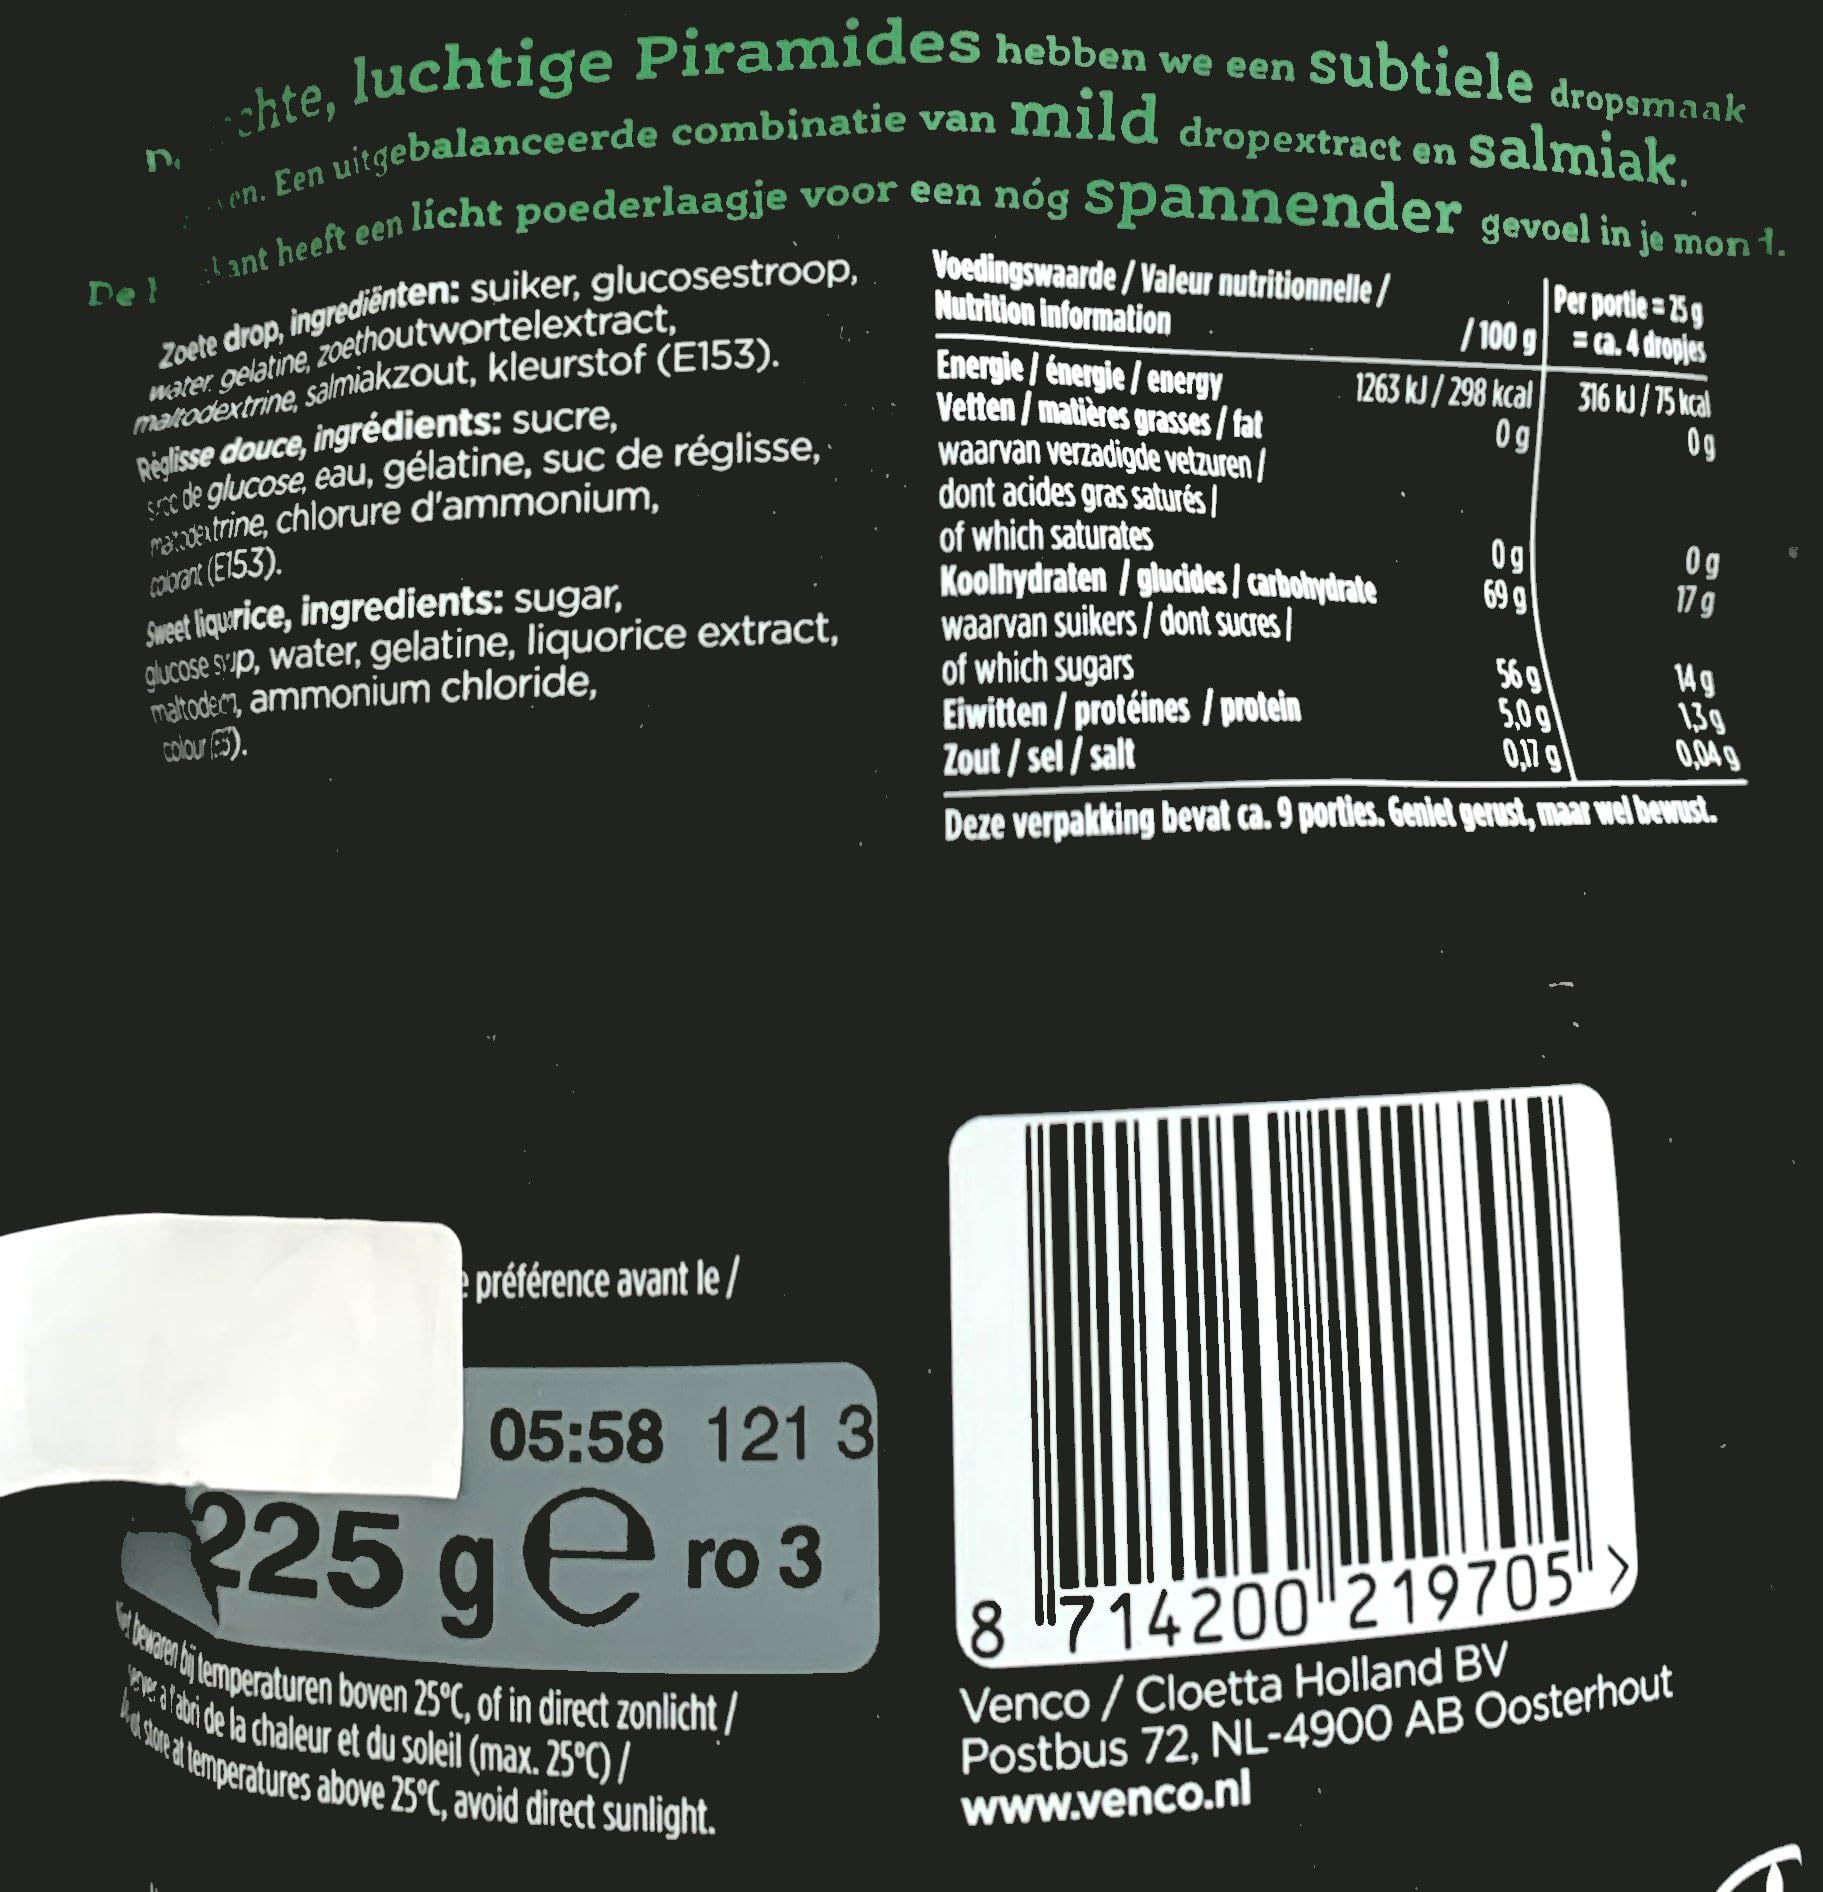 luchtige Piramides hebben we een subtiele dropsmaak
Een uitgebalanceerde combinatie van mild dropextract en salmiak.
heeft een licht poederlaagje voor een nóg spannender gevoel in je mond.
Zoete drop, ingrediënten: suiker, glucosestroop,
water, gelatine, zoethoutwortelextract,
maltodextrine, salmiakzout, kleurstof (E153).
Réglisse douce, ingrédients: sucre,
de glucose, eau, gélatine, suc de réglisse,
maltodextrine, chlorure d'ammonium,
colorant (E153).
Sweet liquorice, ingredients: sugar,
glucose syrup, water, gelatine, liquorice extract,
ammonium chloride,
colour
Voedingswaarde / Valeur nutritionnelle /
Nutrition information / 100 g Per portie = 25 g = ca. 4 dropjes
Energie / énergie / energy 1263 kJ / 298 kcal 316 kJ / 75 kcal
Vetten / matières grasses / fat 0 g 0 g
waarvan verzadigde vetzuren /
dont acides gras saturés /
of which saturates 0 g 0 g
Koolhydraten / glucides / carbohydrate 69 g 17 g
waarvan suikers / dont sucres /
of which sugars 56 g 14 g
Eiwitten / protéines / protein 5,0 g 1,3 g
Zout / sel / salt 0,17 g 0,04 g
Deze verpakking bevat ca. 9 porties. Geniet gerust, maar wel bewust.
préférence avant le /
05:58 121 3
225 g e ro 3
bewaren bij temperaturen boven 25°C, of in direct zonlicht /
à l'abri de la chaleur et du soleil (max. 25°C) /
store at temperatures above 25°C, avoid direct sunlight.
8 714200 219705 >
Venco / Cloetta Holland BV
Postbus 72, NL-4900 AB Oosterhout
www.venco.nl